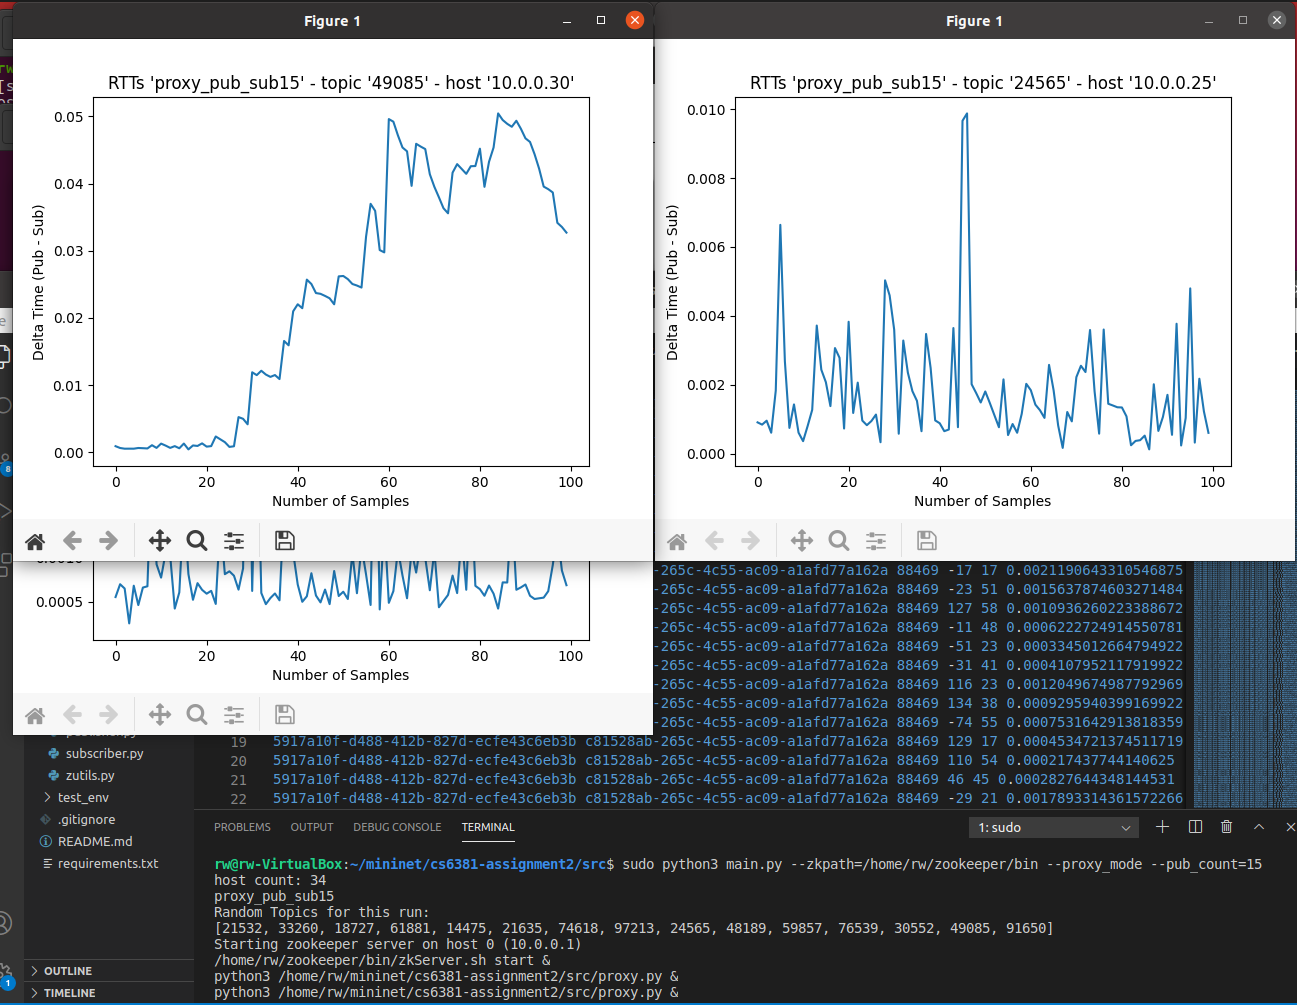 Figure 1
RTTs 'proxy_pub_sub15' - topic '49085' - host '10.0.0.30'
0.05
0.04
0.03
0.02
0.01
0.00
Delta Time (Pub - Sub)
0 20 40 60 80 100
Number of Samples
Figure 1
RTTs 'proxy_pub_sub15' - topic '24565' - host '10.0.0.25'
0.010
0.008
0.006
0.004
0.002
0.000
Delta Time (Pub - Sub)
0 20 40 60 80 100
Number of Samples
0.0005
0 20 40 60 80 100
Number of Samples
-265c-4c55-ac09-a1afd77a162a 88469 -17 17 0.0021190643310546875
-265c-4c55-ac09-a1afd77a162a 88469 -23 51 0.0015637874603271484
-265c-4c55-ac09-a1afd77a162a 88469 127 58 0.0010936260223388672
-265c-4c55-ac09-a1afd77a162a 88469 -11 48 0.0006222724914550781
-265c-4c55-ac09-a1afd77a162a 88469 -51 23 0.0003345012664794922
-265c-4c55-ac09-a1afd77a162a 88469 -31 41 0.0004107952117919922
-265c-4c55-ac09-a1afd77a162a 88469 116 23 0.0012049674987792969
-265c-4c55-ac09-a1afd77a162a 88469 134 38 0.0009295940399169922
-265c-4c55-ac09-a1afd77a162a 88469 -74 55 0.0007531642913818359
19 5917a10f-d488-412b-827d-ecfe43c6eb3b c81528ab-265c-4c55-ac09-a1afd77a162a 88469 129 17 0.0004534721374511719
20 5917a10f-d488-412b-827d-ecfe43c6eb3b c81528ab-265c-4c55-ac09-a1afd77a162a 88469 110 54 0.000217437744140625
21 5917a10f-d488-412b-827d-ecfe43c6eb3b c81528ab-265c-4c55-ac09-a1afd77a162a 88469 46 45 0.0002827644348144531
22 5917a10f-d488-412b-827d-ecfe43c6eb3b c81528ab-265c-4c55-ac09-a1afd77a162a 88469 -29 21 0.0017893314361572266
8
subscriber.py
zutils.py
test_env
.gitignore
README.md
requirements.txt
OUTLINE
TIMELINE
1
PROBLEMS OUTPUT DEBUG CONSOLE TERMINAL 1: sudo
rw@rw-VirtualBox:~/mininet/cs6381-assignment2/src$ sudo python3 main.py --zkpath=/home/rw/zookeeper/bin --proxy_mode --pub_count=15
host count: 34
proxy_pub_sub15
Random Topics for this run:
[21532, 33260, 18727, 61881, 14475, 21635, 74618, 97213, 24565, 48189, 59857, 76539, 30552, 49085, 91650]
Starting zookeeper server on host 0 (10.0.0.1)
/home/rw/zookeeper/bin/zkServer.sh start &
python3 /home/rw/mininet/cs6381-assignment2/src/proxy.py &
python3 /home/rw/mininet/cs6381-assignment2/src/proxy.py &